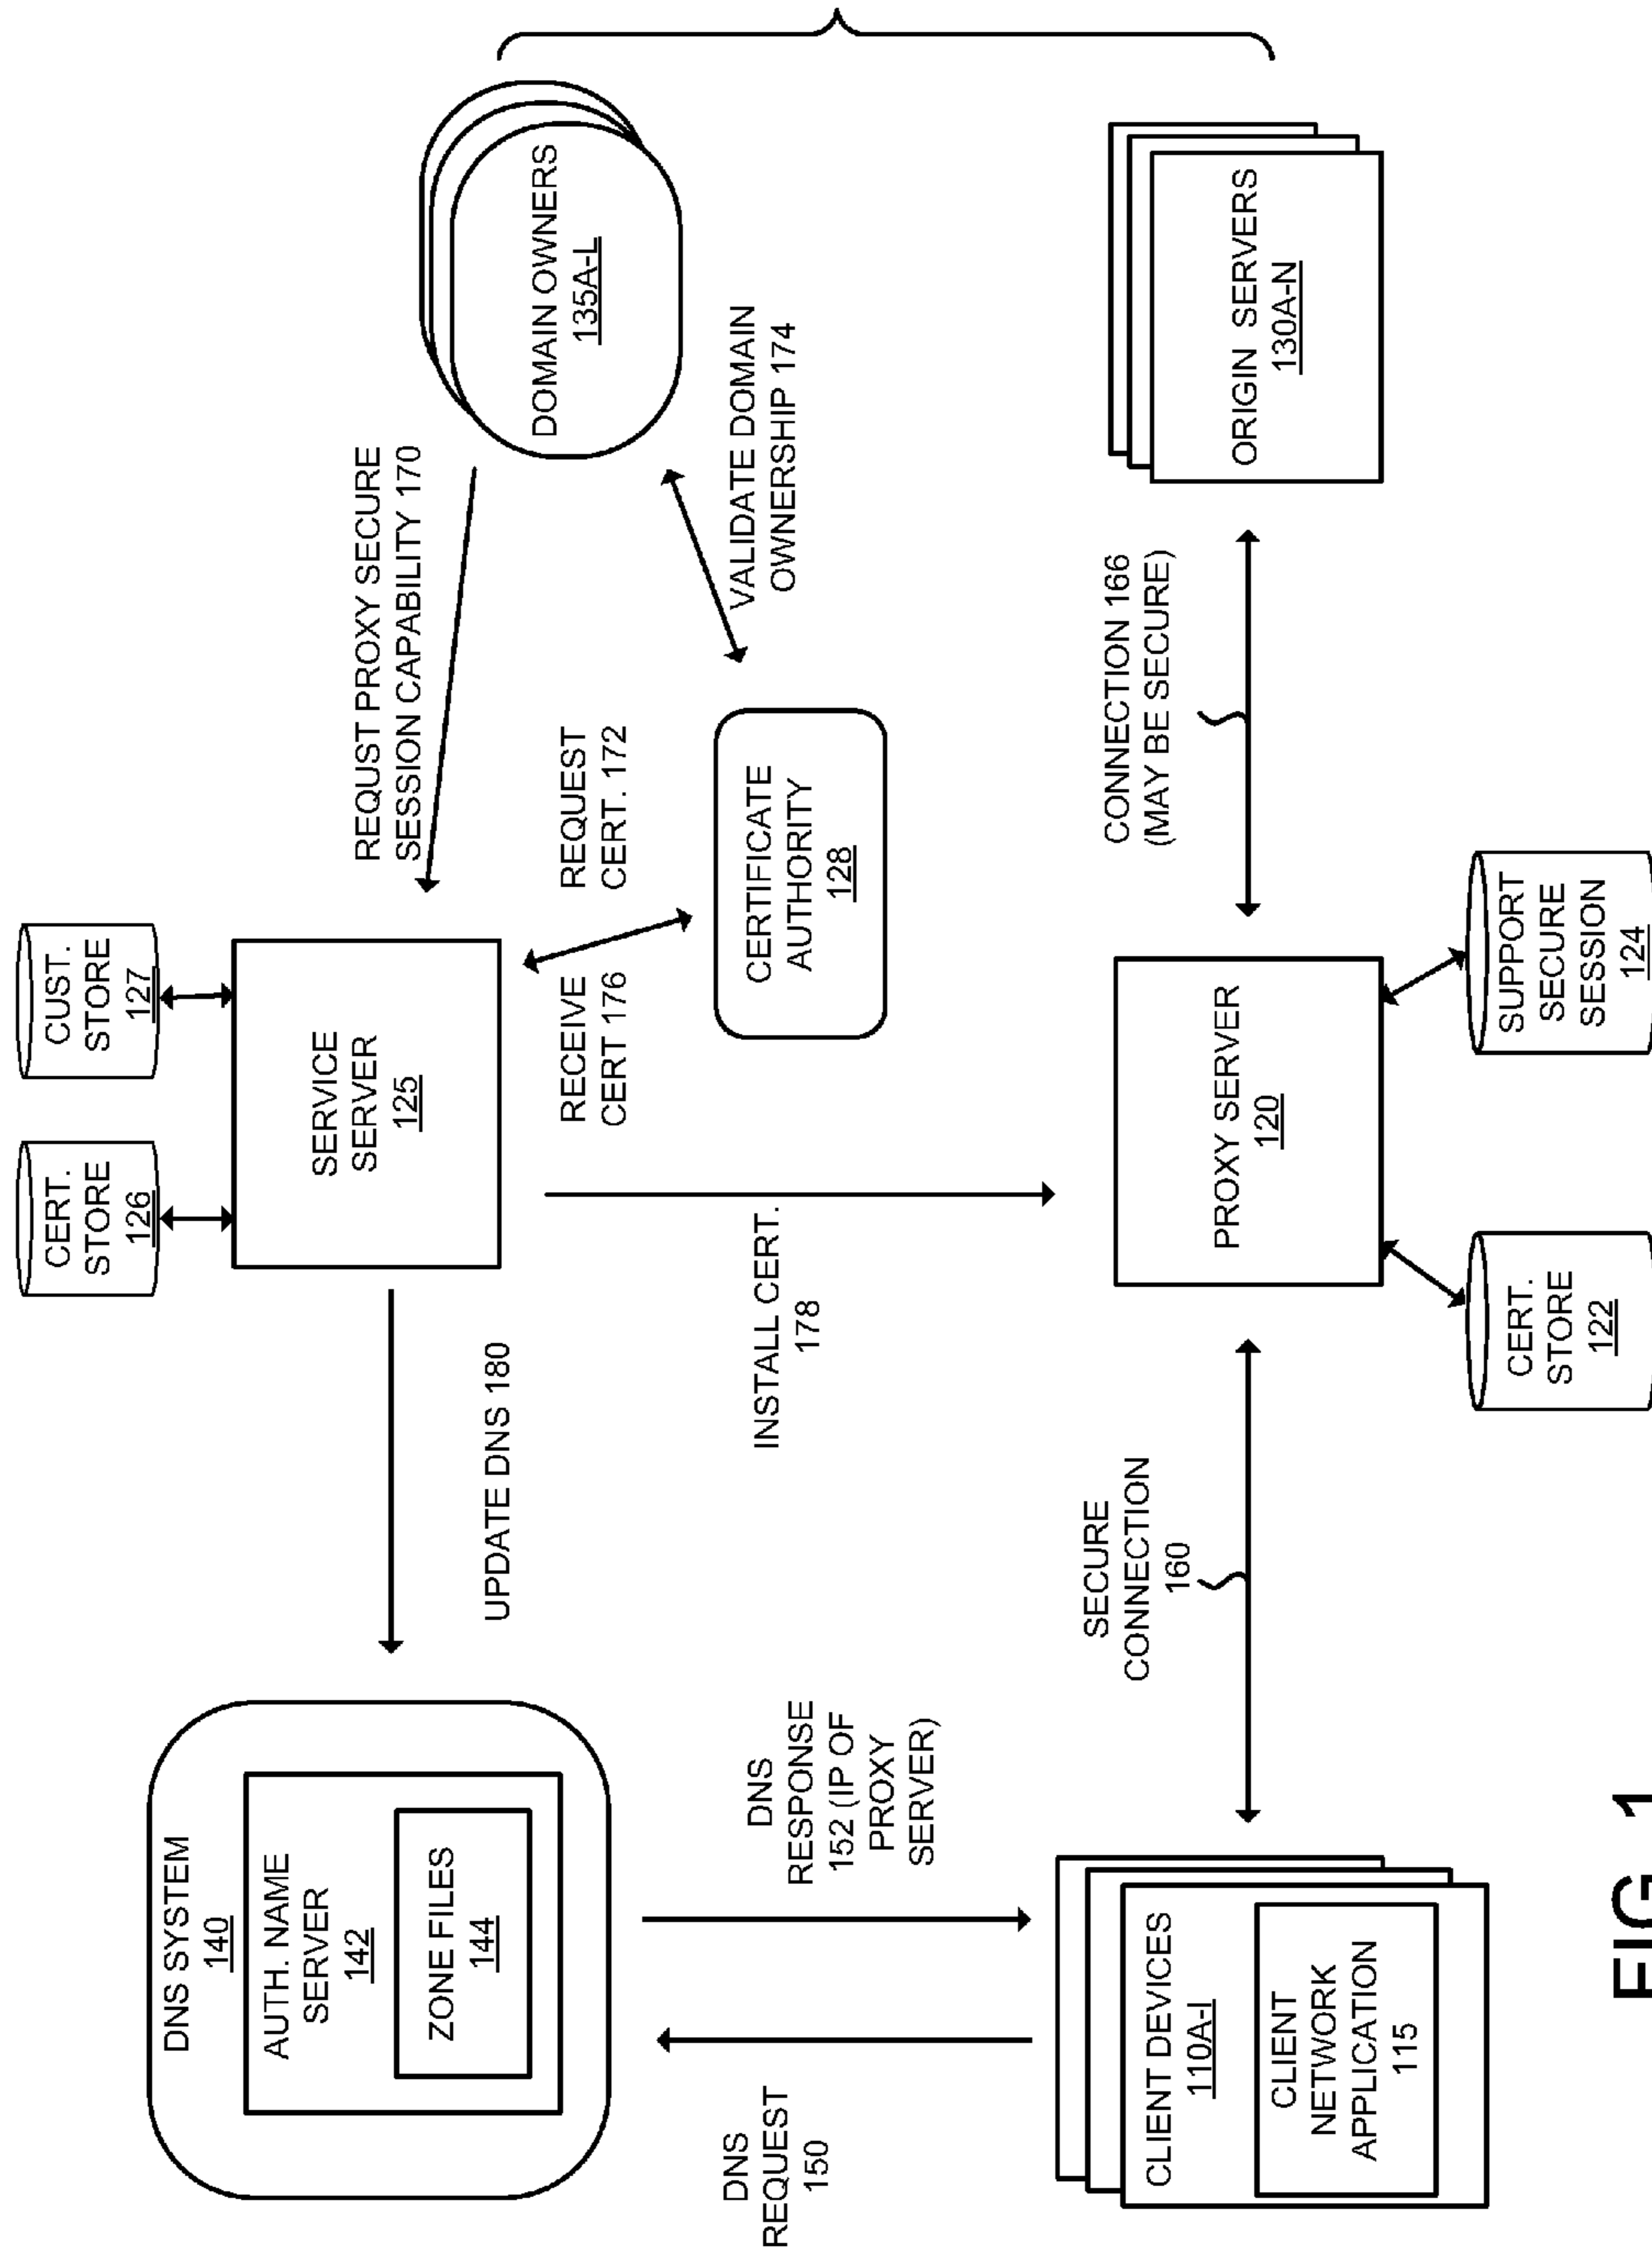 CERT.
STORE
126
CUST.
STORE
127
SERVICE
SERVER
125
DNS SYSTEM
140
AUTH. NAME
SERVER
142
ZONE FILES
144
UPDATE DNS 180
REQUST PROXY SECURE
SESSION CAPABILITY 170
DOMAIN OWNERS
135A-L
RECEIVE
CERT 176
REQUEST
CERT. 172
CERTIFICATE
AUTHORITY
128
VALIDATE DOMAIN
OWNERSHIP 174
DNS
REQUEST
150
DNS
RESPONSE
152 (IP OF
PROXY
SERVER)
INSTALL CERT.
178
CLIENT DEVICES
110A-I
CLIENT
NETWORK
APPLICATION
115
SECURE
CONNECTION
160
PROXY SERVER
120
CONNECTION 166
(MAY BE SECURE)
ORIGIN SERVERS
130A-N
CERT.
STORE
122
SUPPORT
SECURE
SESSION
124
FIG. 1